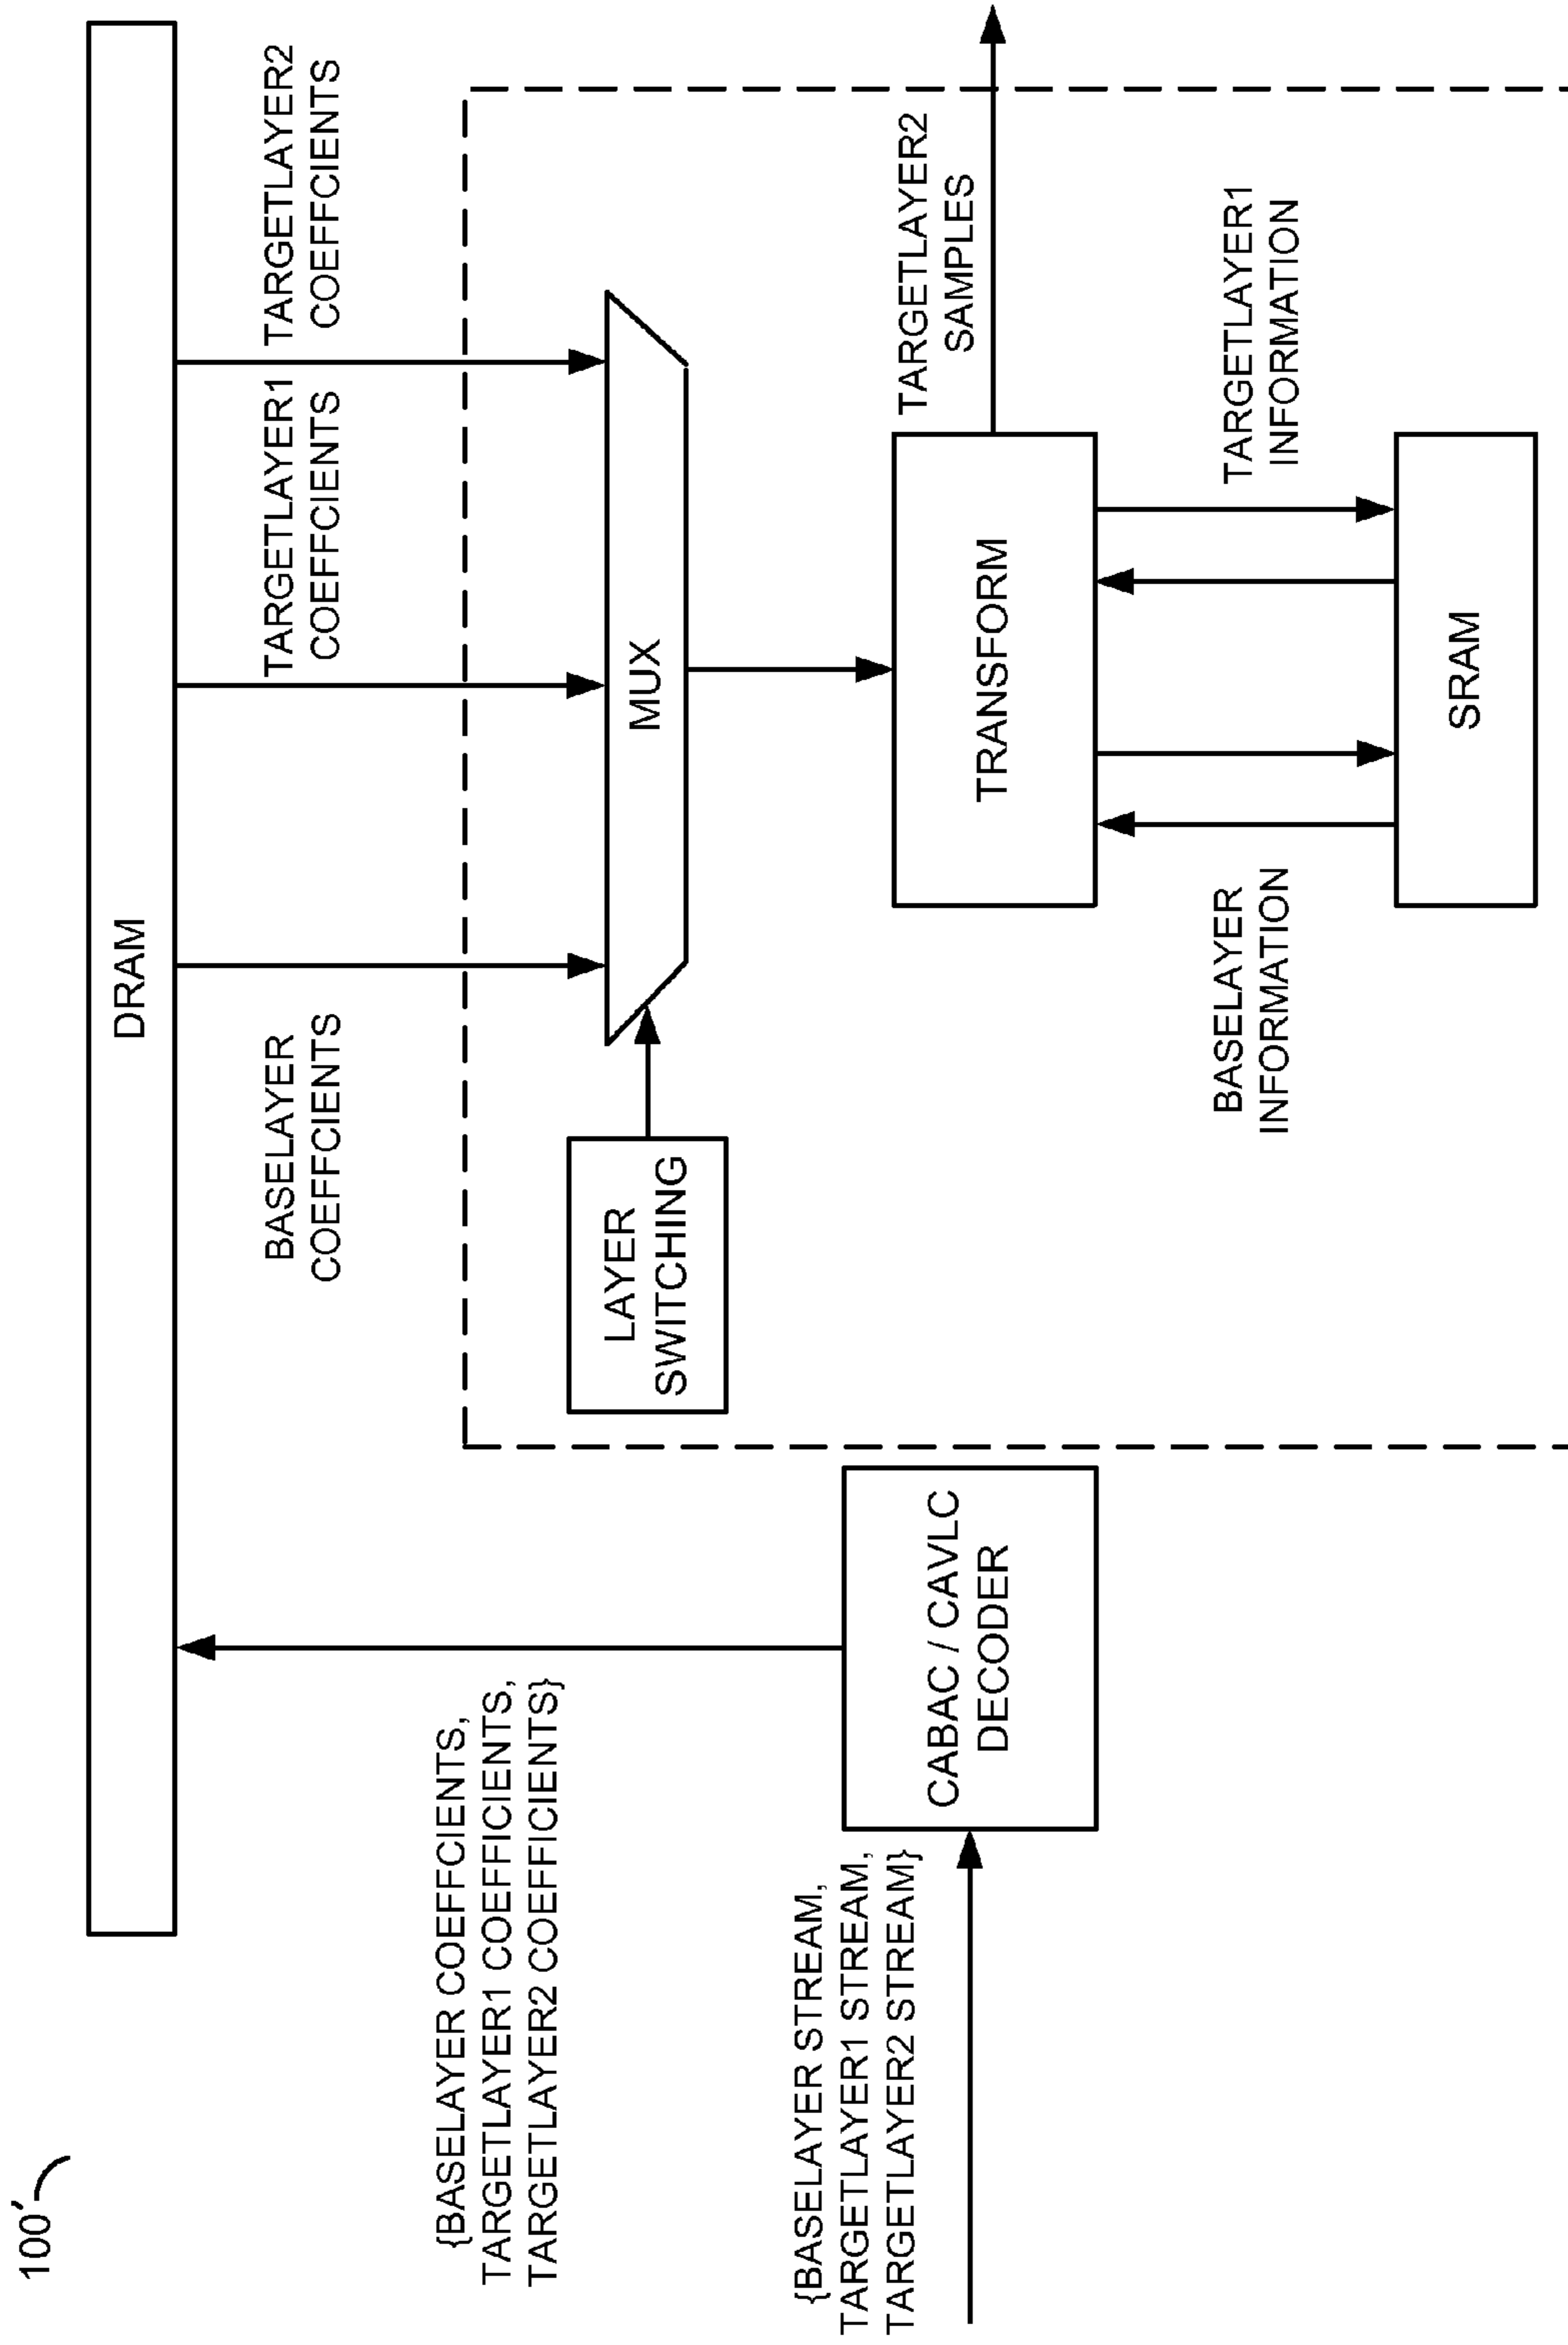 100'
DRAM
{BASELAYER COEFFCIENTS,
TARGETLAYER1 COEFFICIENTS,
TARGETLAYER2 COEFFICIENTS}
BASELAYER
COEFFCIENTS
TARGETLAYER1
COEFFCIENTS
TARGETLAYER2
COEFFCIENTS
LAYER
SWITCHING
MUX
{BASELAYER STREAM,
TARGETLAYER1 STREAM,
TARGETLAYER2 STREAM}
CABAC / CAVLC
DECODER
TRANSFORM
TARGETLAYER2
SAMPLES
BASELAYER
INFORMATION
TARGETLAYER1
INFORMATION
SRAM